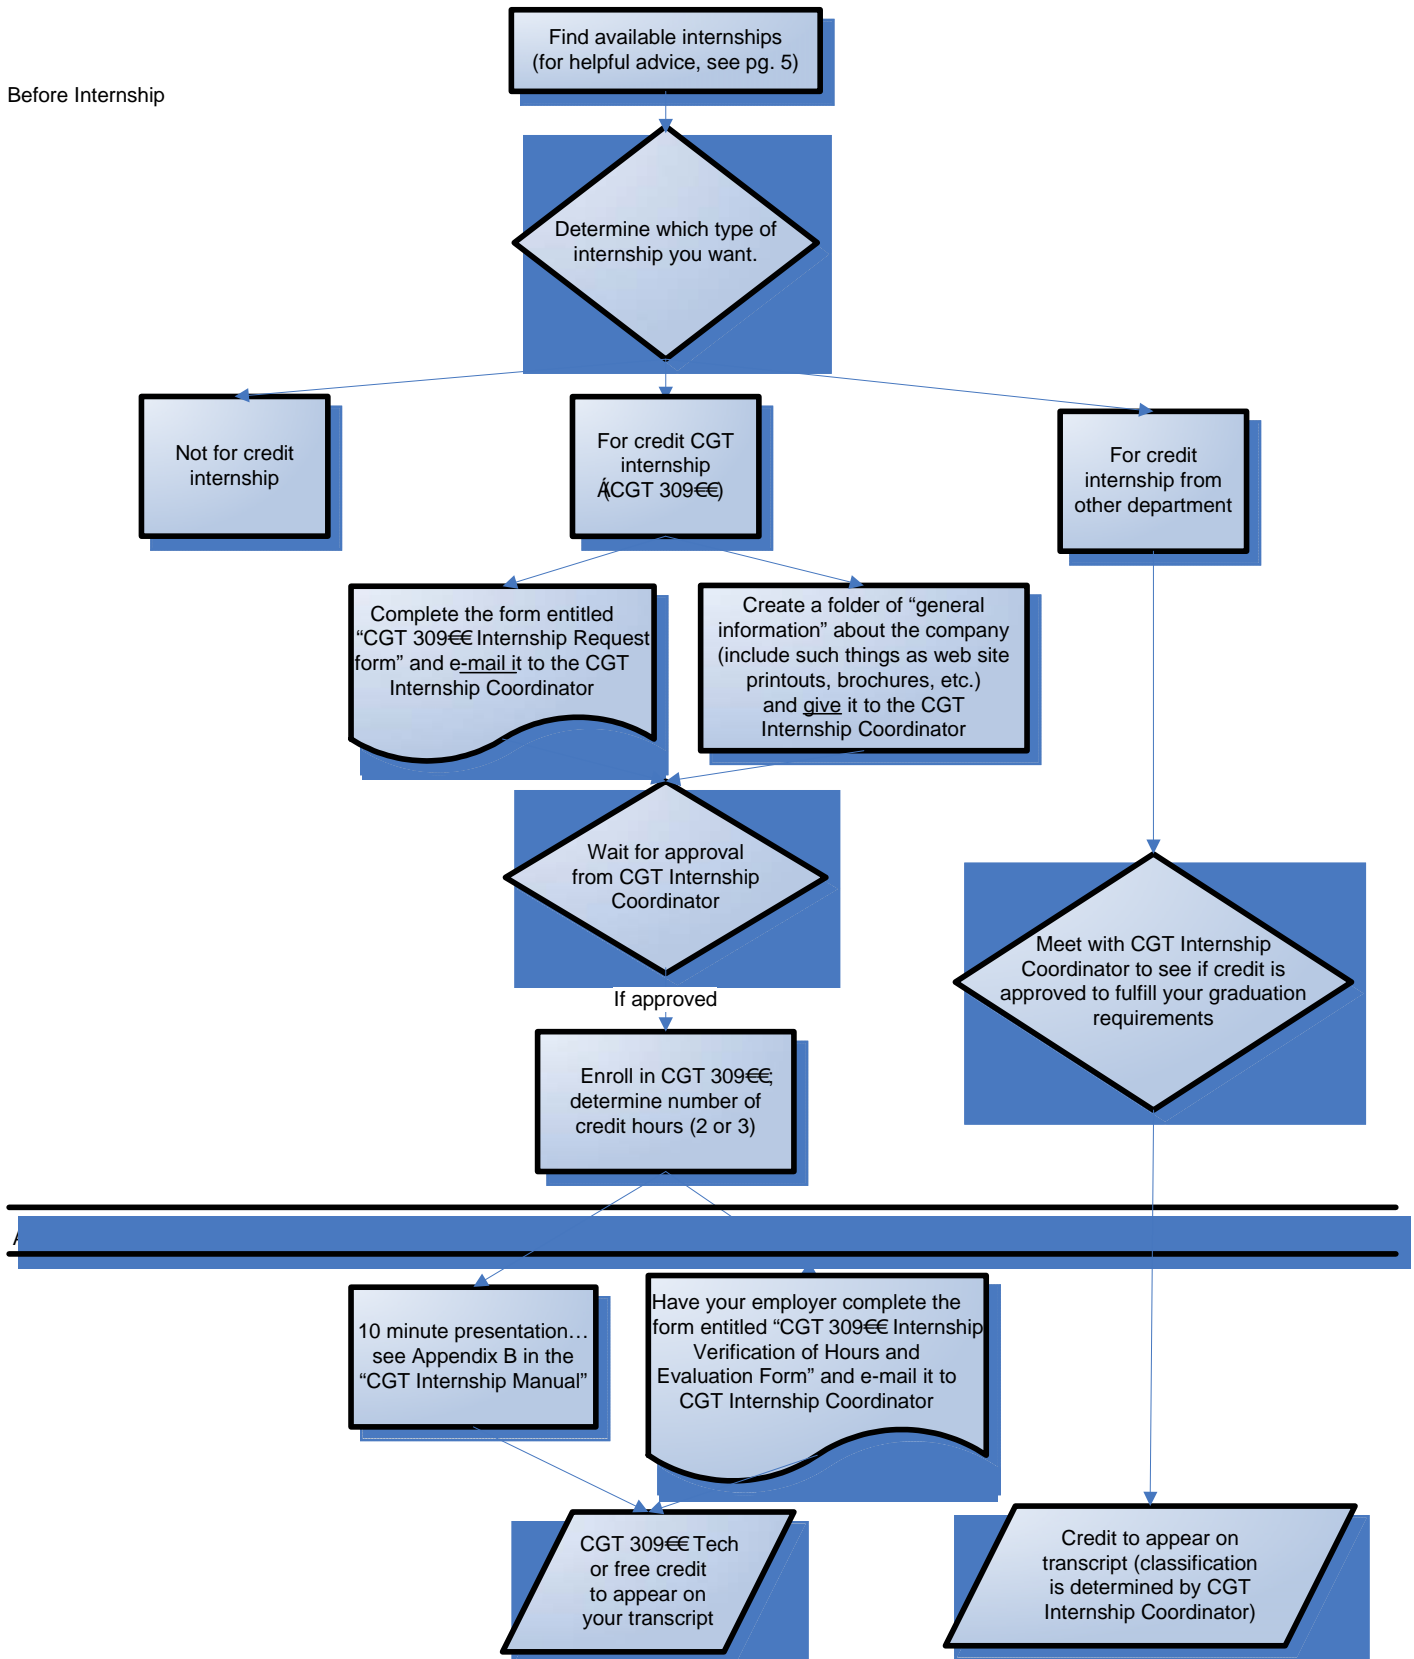 Find available internships
(for helpful advice, see pg. 5)
Before Internship
Determine which type of
internship you want.
Not for credit
internship
For credit CGT
internship
(CGT 309€€)
For credit
internship from
other department
Complete the form entitled
“CGT 309€€ Internship Request
form” and e-mail it to the CGT
Internship Coordinator
Create a folder of “general
information” about the company
(include such things as web site
printouts, brochures, etc.)
and give it to the CGT
Internship Coordinator
Wait for approval
from CGT Internship
Coordinator
Meet with CGT Internship
Coordinator to see if credit is
approved to fulfill your graduation
requirements
If approved
Enroll in CGT 309€€;
determine number of
credit hours (2 or 3)
10 minute presentation…
see Appendix B in the
“CGT Internship Manual”
Have your employer complete the
form entitled “CGT 309€€ Internship
Verification of Hours and
Evaluation Form” and e-mail it to
CGT Internship Coordinator
CGT 309€€ Tech
or free credit
to appear on
your transcript
Credit to appear on
transcript (classification
is determined by CGT
Internship Coordinator)